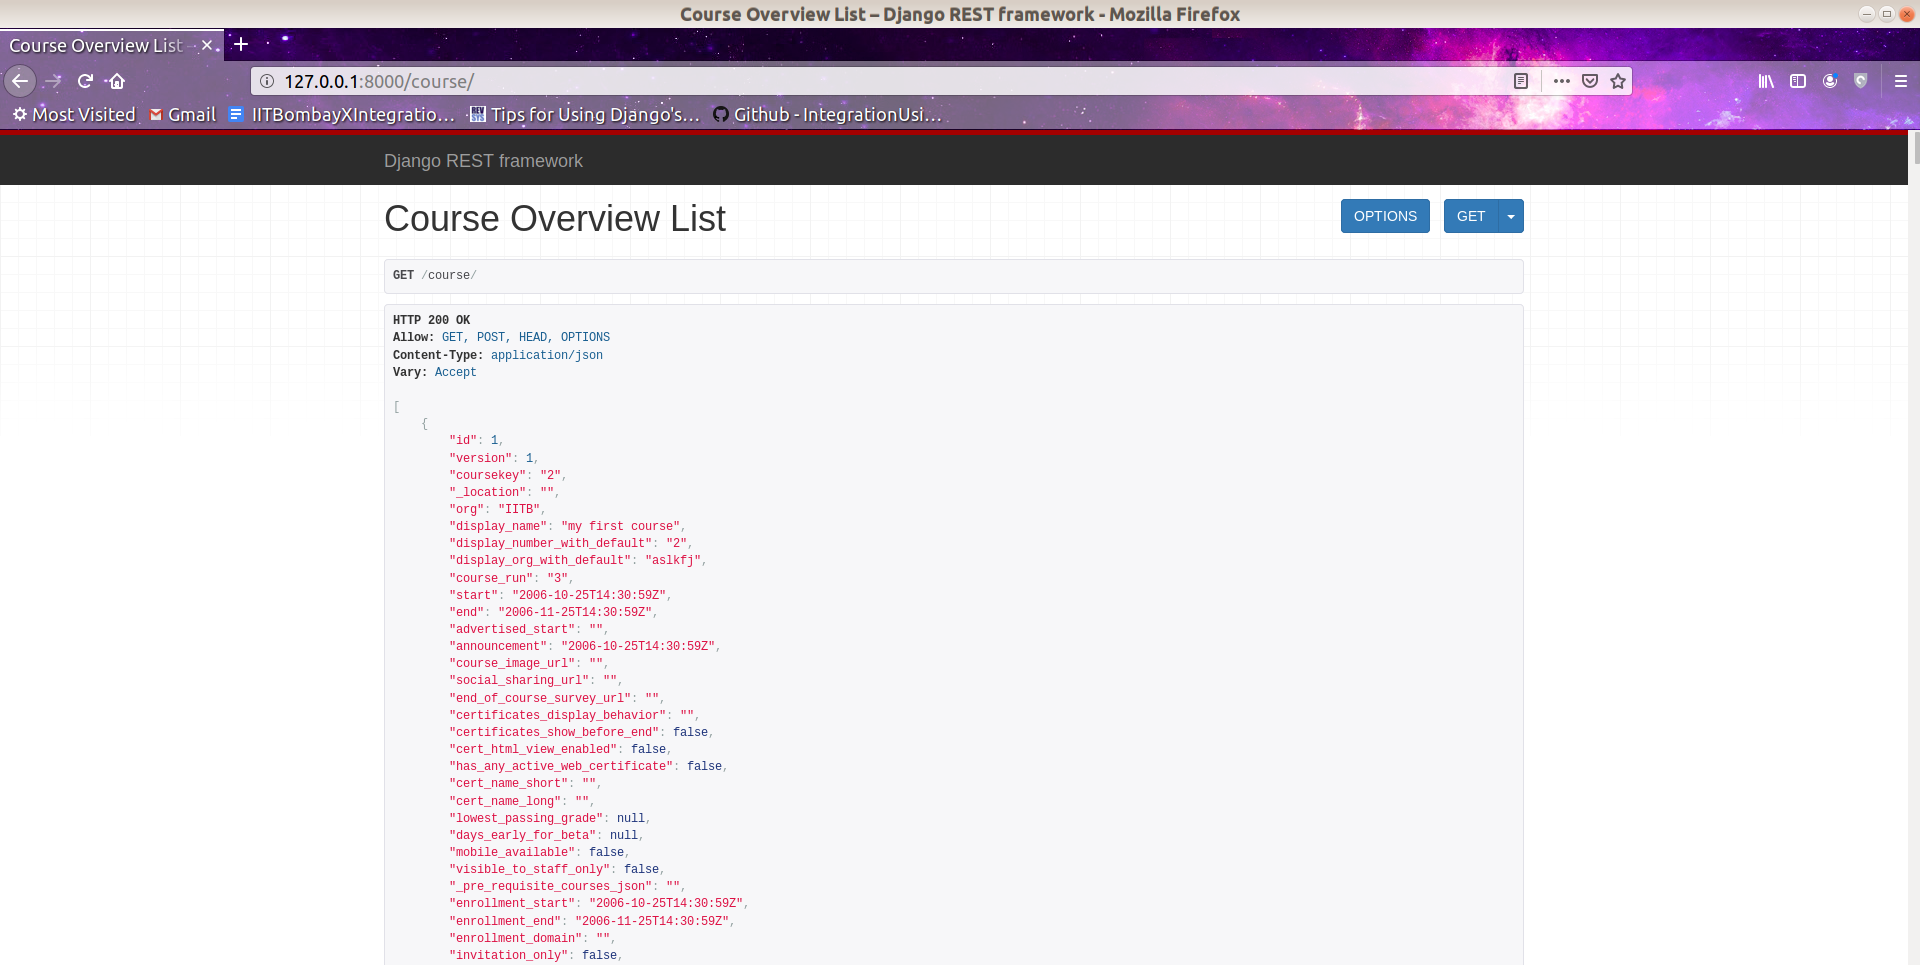 Course Overview List – Django REST framework - Mozilla Firefox
Course Overview List
127.0.0.1:8000/course/
Most Visited Gmail IITBombayXIntegratio… Tips for Using Django's… Github - IntegrationUsi…
Django REST framework
Course Overview List
OPTIONS GET
GET /course/
HTTP 200 OK
Allow: GET, POST, HEAD, OPTIONS
Content-Type: application/json
Vary: Accept
[
{
"id": 1,
"version": 1,
"coursekey": "2",
"_location": "",
"org": "IITB",
"display_name": "my first course",
"display_number_with_default": "2",
"display_org_with_default": "aslkfj",
"course_run": "3",
"start": "2006-10-25T14:30:59Z",
"end": "2006-11-25T14:30:59Z",
"advertised_start": "",
"announcement": "2006-10-25T14:30:59Z",
"course_image_url": "",
"social_sharing_url": "",
"end_of_course_survey_url": "",
"certificates_display_behavior": "",
"certificates_show_before_end": false,
"cert_html_view_enabled": false,
"has_any_active_web_certificate": false,
"cert_name_short": "",
"cert_name_long": "",
"lowest_passing_grade": null,
"days_early_for_beta": null,
"mobile_available": false,
"visible_to_staff_only": false,
"_pre_requisite_courses_json": "",
"enrollment_start": "2006-10-25T14:30:59Z",
"enrollment_end": "2006-11-25T14:30:59Z",
"enrollment_domain": "",
"invitation_only": false,